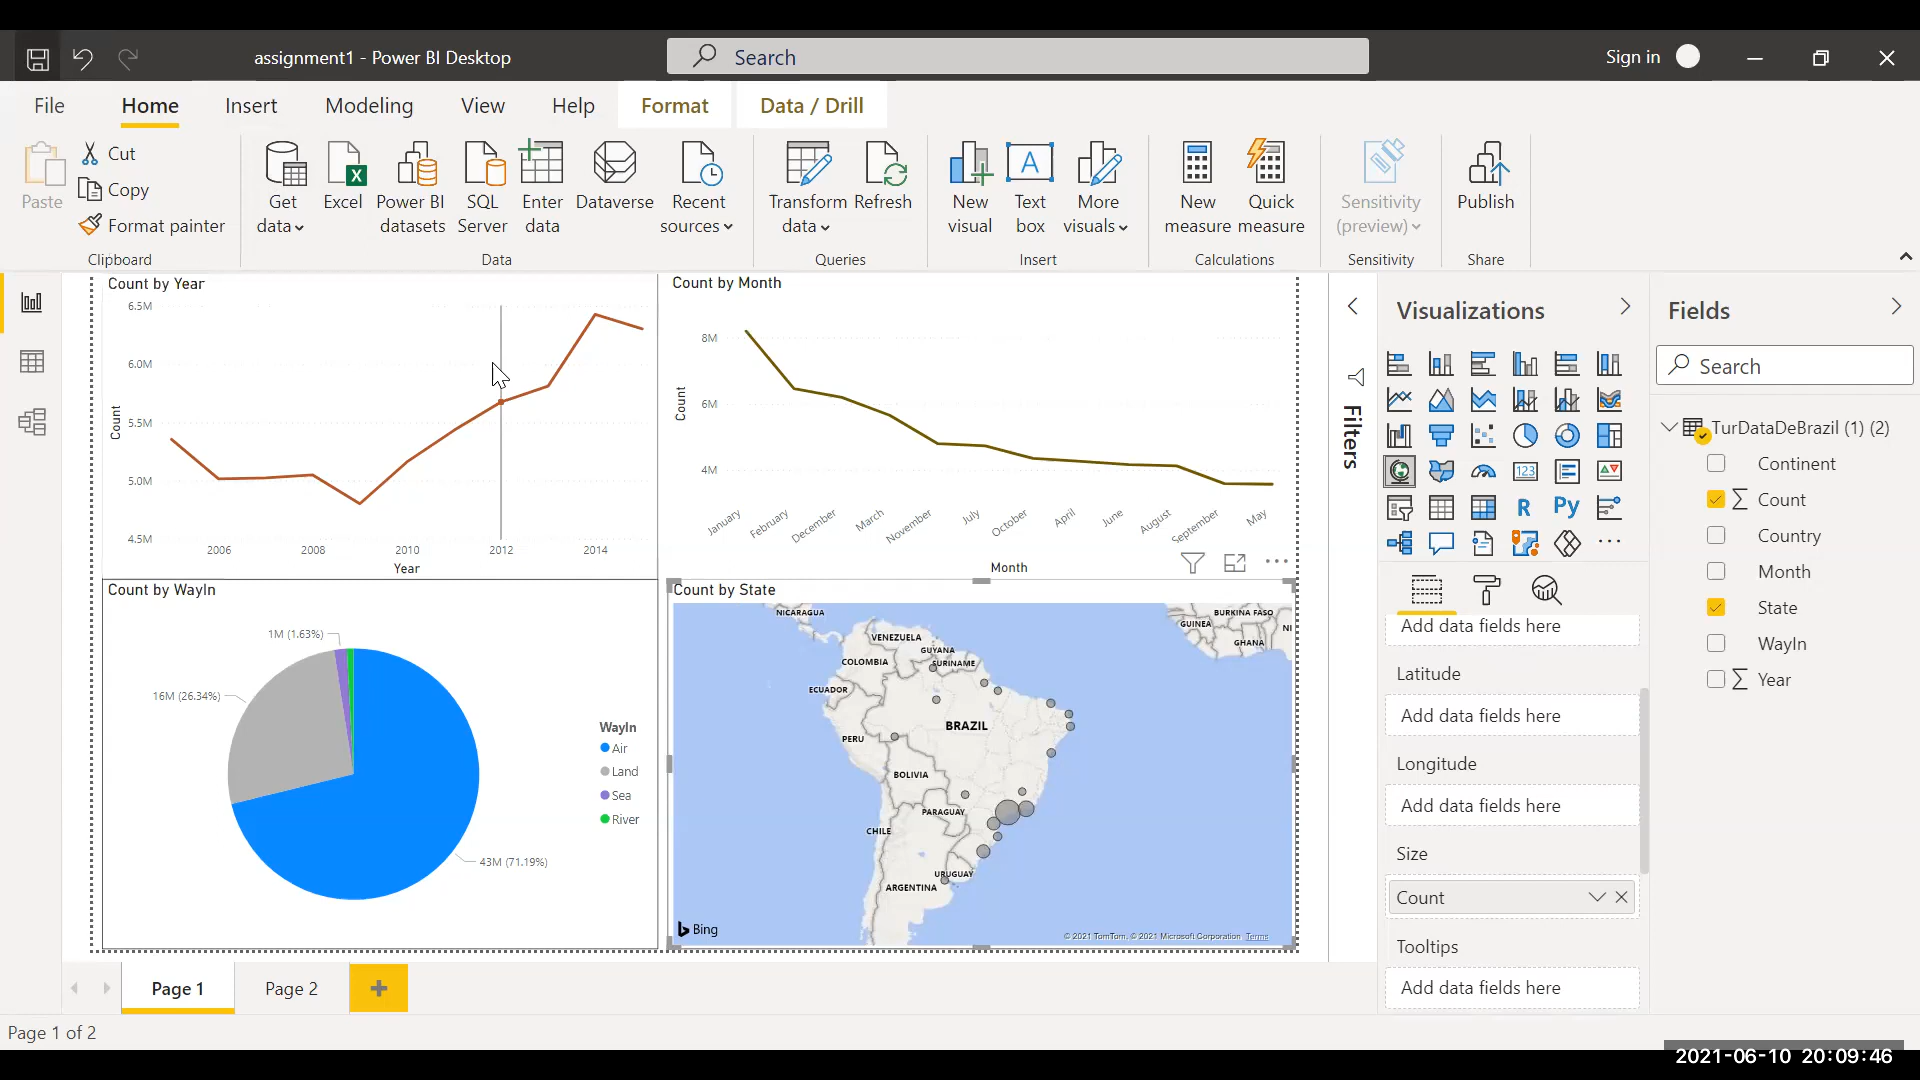 assignment1 - Power BI Desktop
Search
Sign in
File
Home
Insert
Modeling
View
Help
Format
Data / Drill
Paste
Cut
Copy
Format painter
Clipboard
Get
data
Excel
Power BI
datasets
SQL
Server
Enter
data
Dataverse
Recent
sources
Data
Transform
data
Refresh
Queries
New
visual
Text
box
More
visuals
Insert
New
measure
Quick
measure
Calculations
Sensitivity
(preview)
Sensitivity
Publish
Share
Count by Year
6.5M
6.0M
5.5M
5.0M
4.5M
Count
2006
2008
2010
2012
2014
Year
Count by Month
8M
6M
4M
Count
January
February
December
March
November
July
October
April
June
August
September
May
Month
Count by WayIn
1M (1.63%)
16M (26.34%)
43M (71.19%)
WayIn
Air
Land
Sea
River
Count by State
NICARAGUA
VENEZUELA
GUYANA
SURINAME
COLOMBIA
ECUADOR
BRAZIL
PERU
BOLIVIA
PARAGUAY
CHILE
URUGUAY
ARGENTINA
GUINEA
BURKINA FASO
GHANA
NI
Bing
© 2021 TomTom, © 2021 Microsoft Corporation Terms
Filters
Visualizations
123
R
Py
Add data fields here
Latitude
Add data fields here
Longitude
Add data fields here
Size
Count
Tooltips
Add data fields here
Fields
Search
TurDataDeBrazil (1) (2)
Continent
Σ Count
Country
Month
State
WayIn
Σ Year
Page 1
Page 2
+
Page 1 of 2
2021-06-10 20:09:46